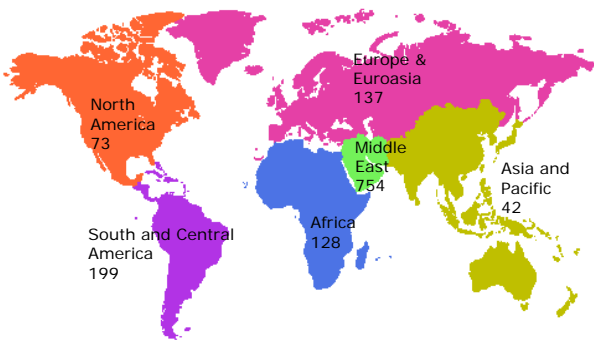 Europe &
Euroasia
137
North
America
73
Middle
East
754
Asia and
Pacific
42
Africa
128
South and Central
America
199